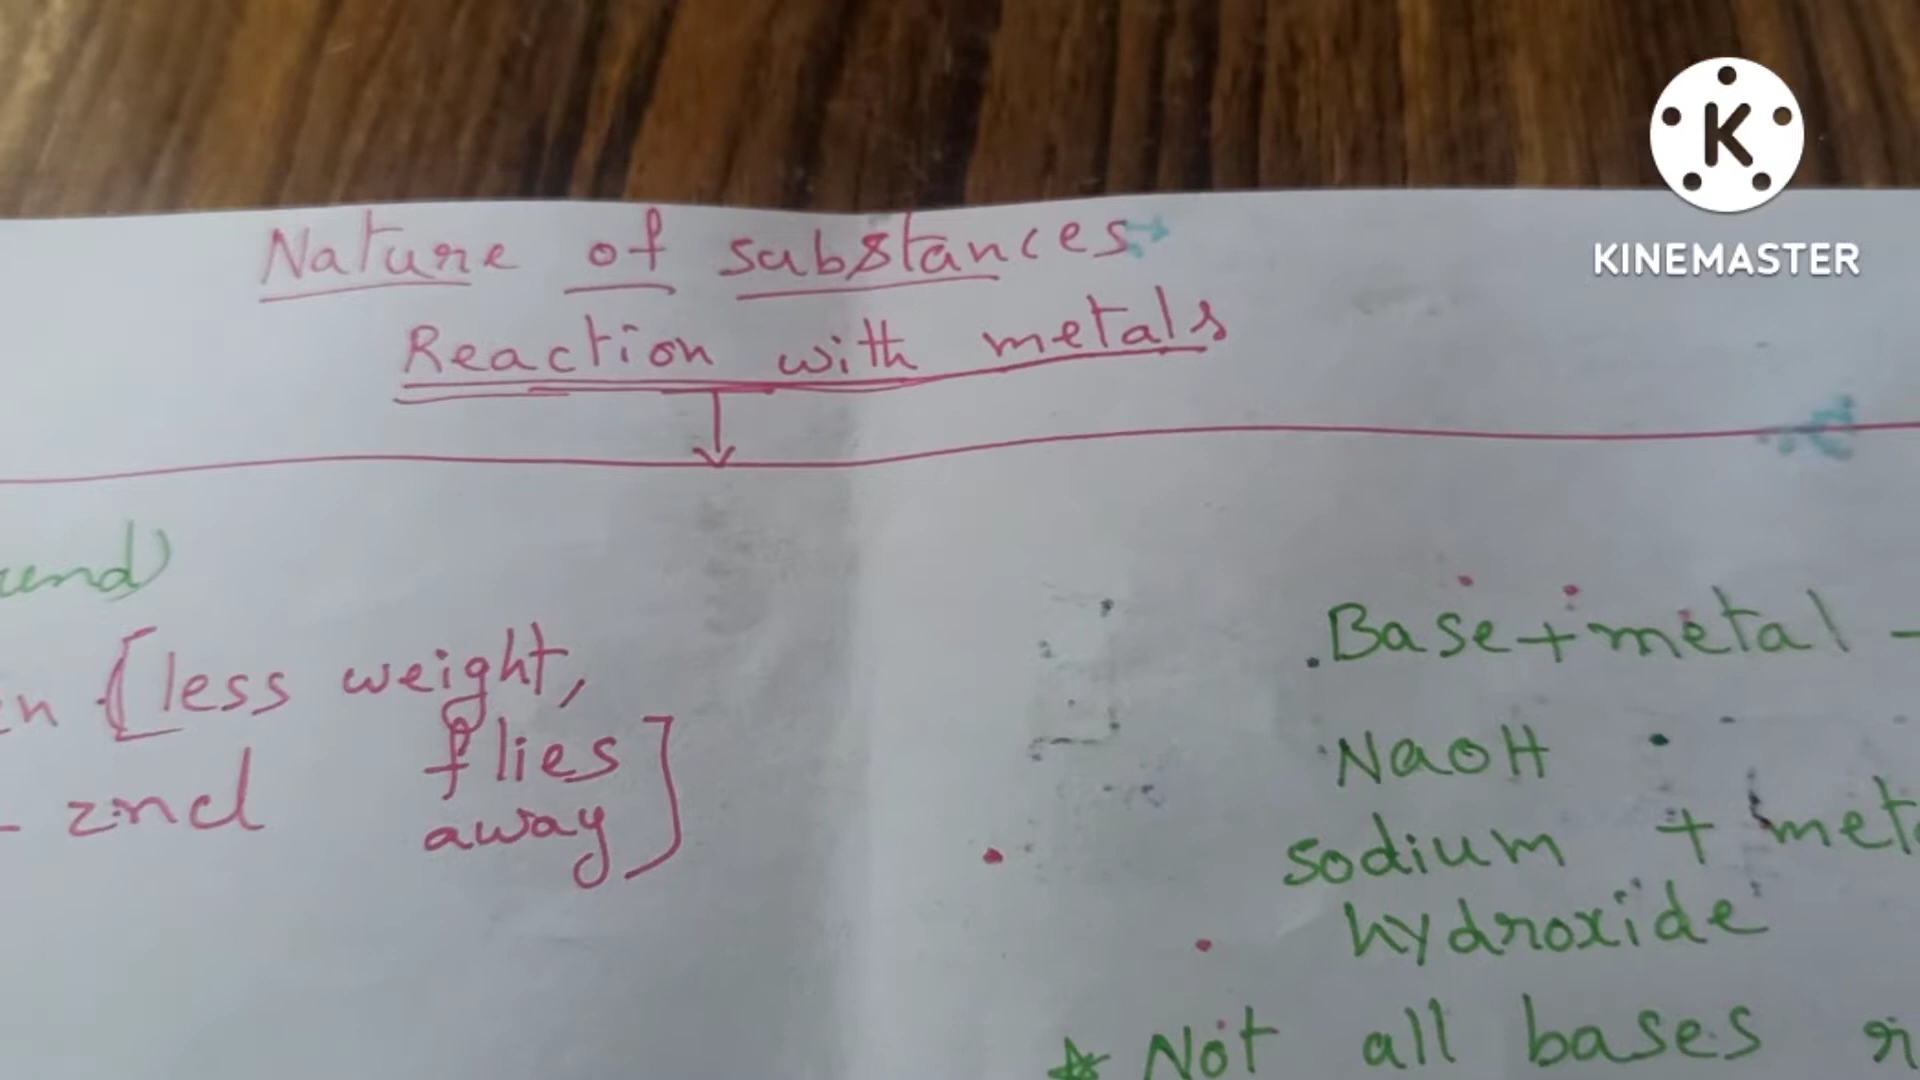 Nature of substances
Reaction with metals
[less weight,
flies
away]
.Base + metal -
NaOH
sodium + met
hydroxide
Not all bases
K
KINEMASTER